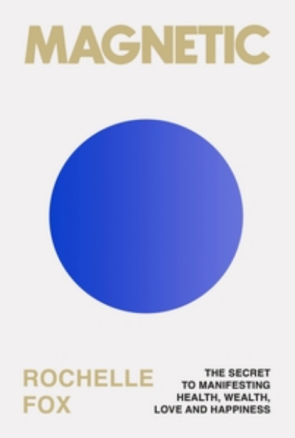 MAGNETIC
ROCHELLE
FOX
THE SECRET
TO MANIFESTING
HEALTH, WEALTH,
LOVE AND HAPPINESS